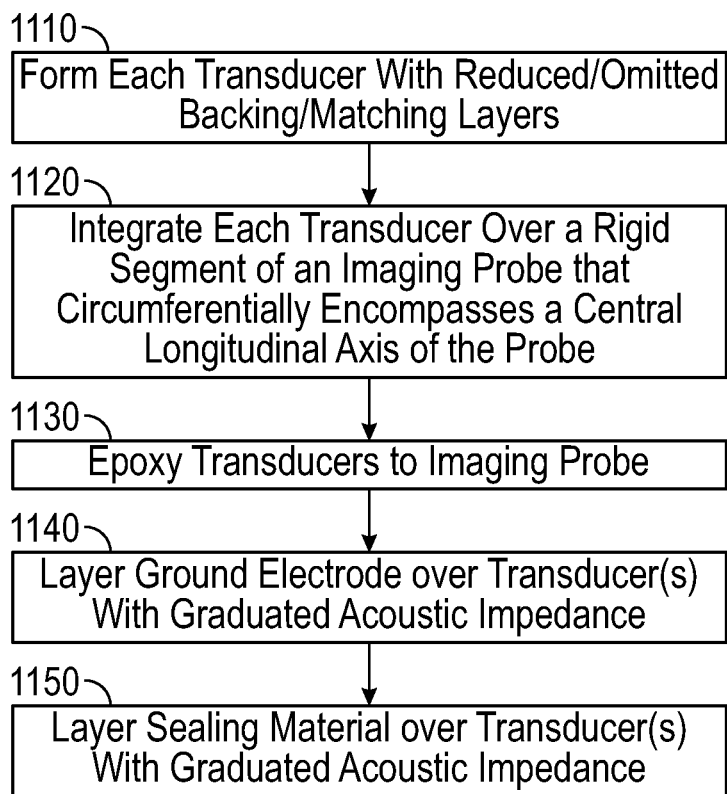 1110
Form Each Transducer With Reduced/Omitted
Backing/Matching Layers
1120
Integrate Each Transducer Over a Rigid
Segment of an Imaging Probe that
Circumferentially Encompasses a Central
Longitudinal Axis of the Probe
1130
Epoxy Transducers to Imaging Probe
1140
Layer Ground Electrode over Transducer(s)
With Graduated Acoustic Impedance
1150
Layer Sealing Material over Transducer(s)
With Graduated Acoustic Impedance